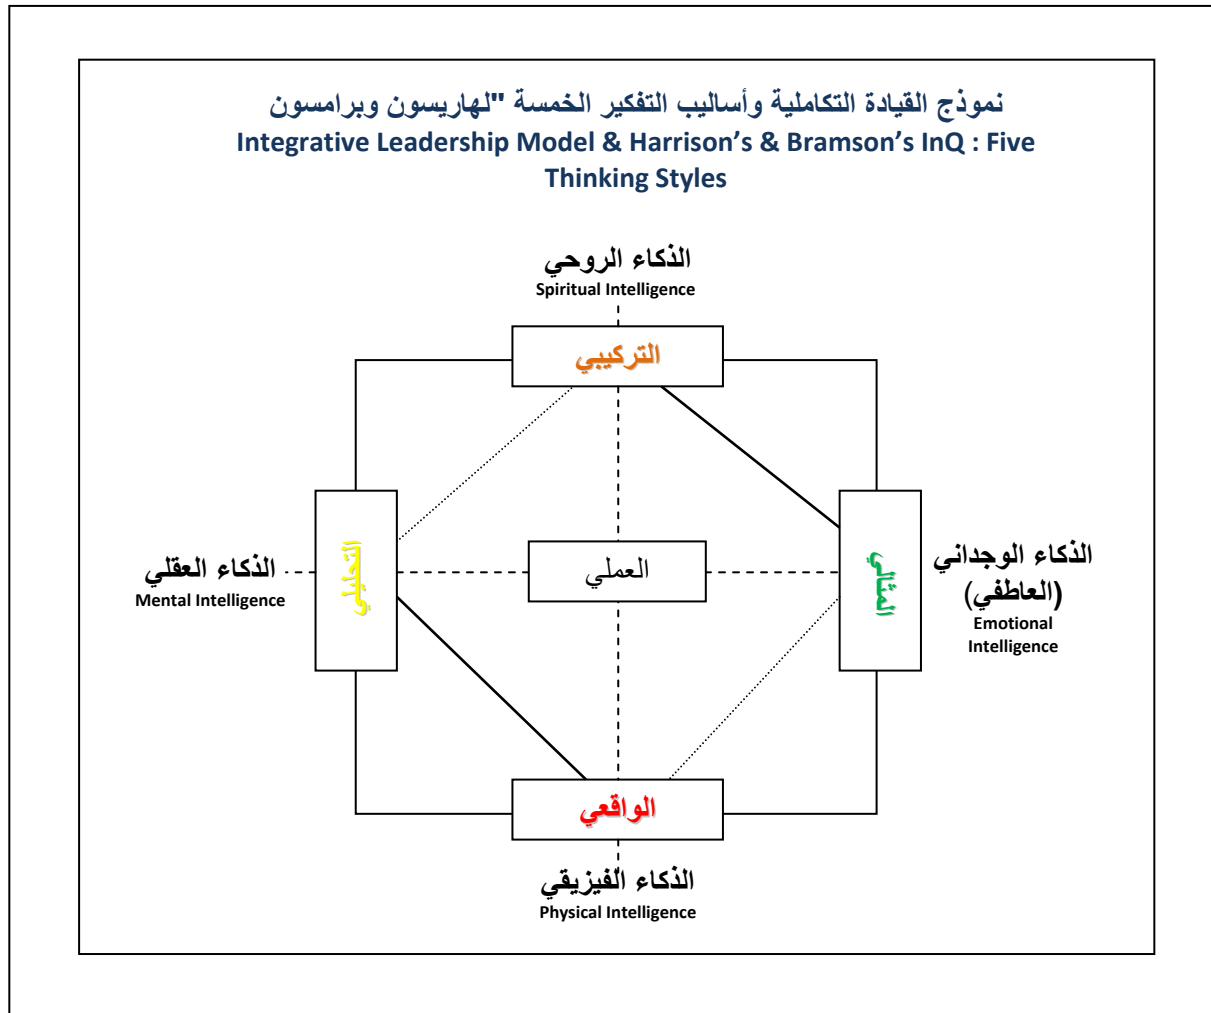 نموذج القيادة التكاملية وأساليب التفكير الخمسة "لهاريسون وبرامسون
Integrative Leadership Model & Harrison’s & Bramson’s InQ : Five
Thinking Styles
الذكاء الروحي
Spiritual Intelligence
التركيبي
الذكاء العقلي
Mental Intelligence
التحليلي
العملي
المثالي
الذكاء الوجداني
(العاطفي)
Emotional
Intelligence
الواقعي
الذكاء الفيزيقي
Physical Intelligence